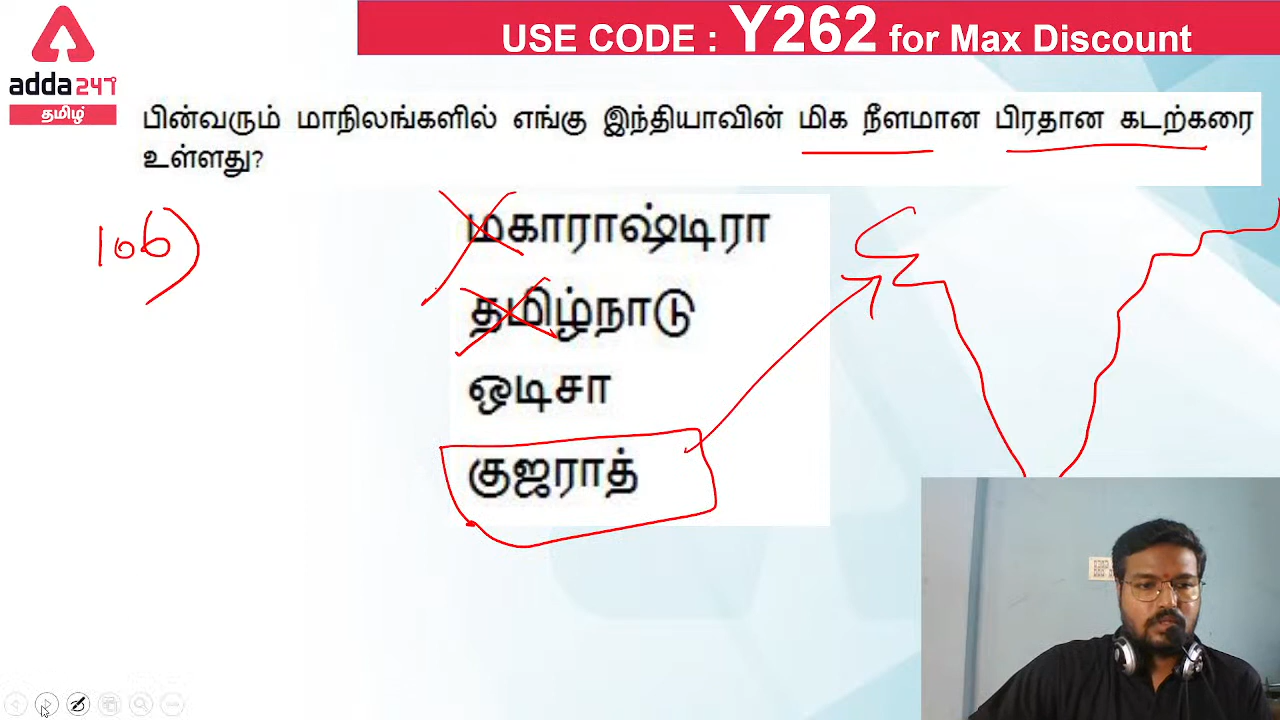 USE CODE : Y262 for Max Discount
adda247
தமிழ்
பின்வரும் மாநிலங்களில் எங்கு இந்தியாவின் மிக நீளமான பிரதான கடற்கரை
உள்ளது?
106)
மகாராஷ்டிரா
தமிழ்நாடு
ஒடிசா
குஜராத்